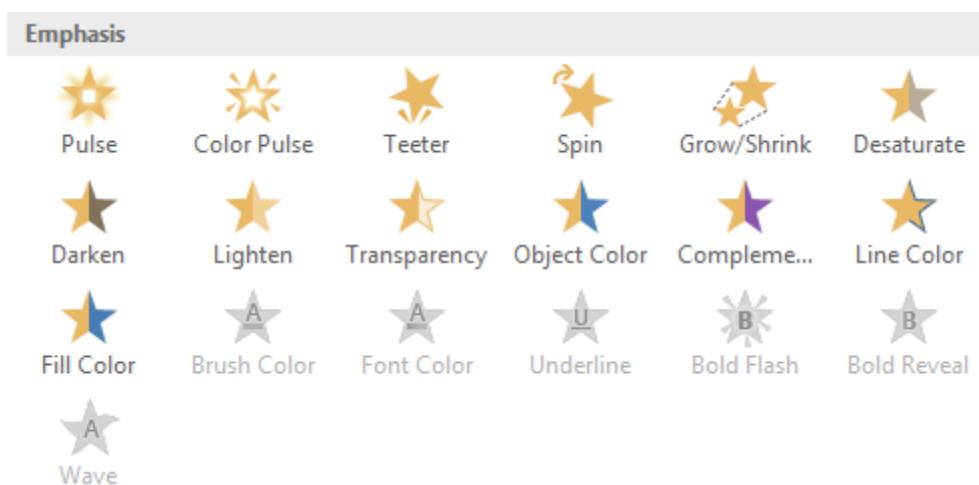 Emphasis
Pulse Color Pulse Teeter Spin Grow/Shrink Desaturate
Darken Lighten Transparency Object Color Compleme... Line Color
A A U B B
Fill Color Brush Color Font Color Underline Bold Flash Bold Reveal
A
Wave